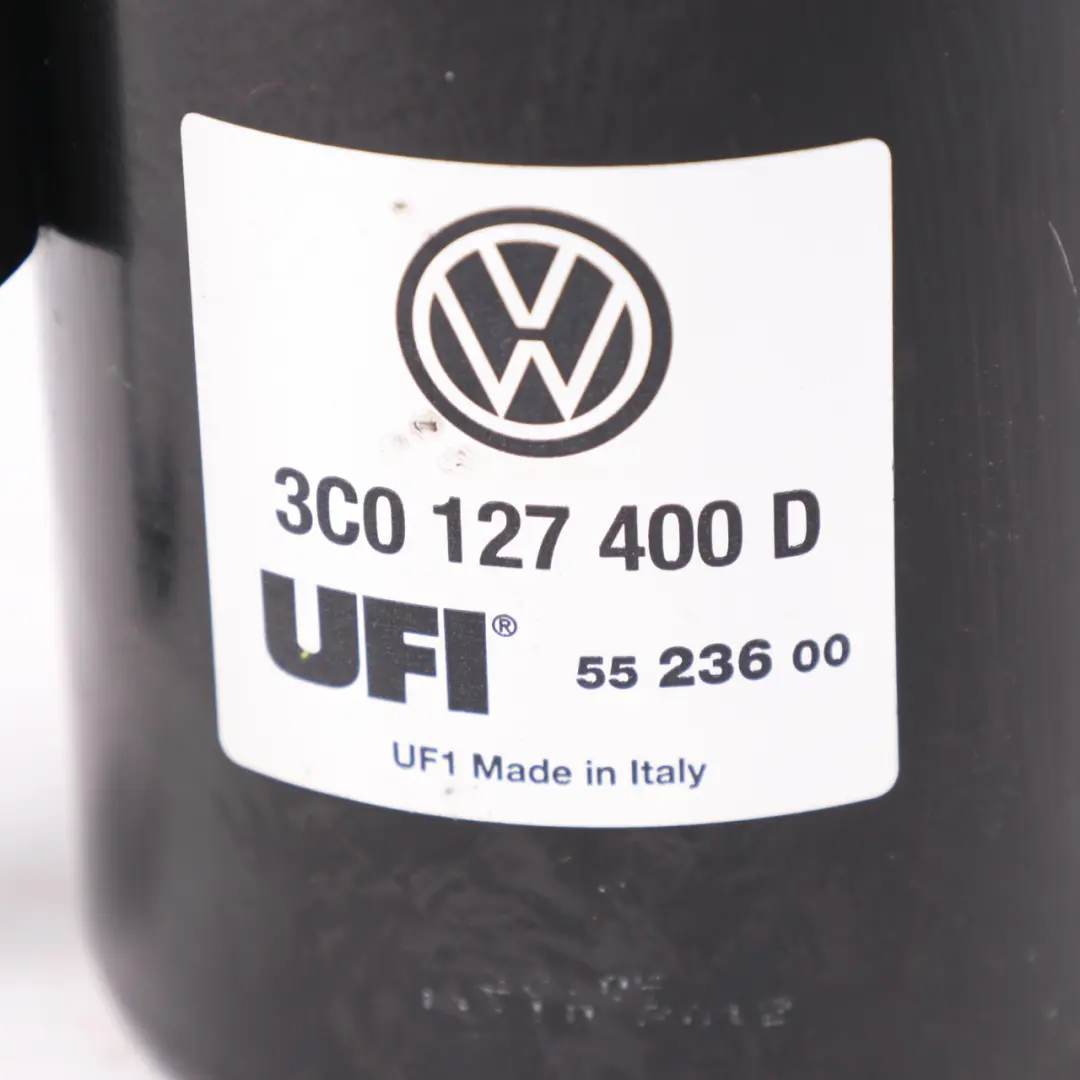 3C0 127 400 D
UFI® 55 236 00
UF1 Made in Italy